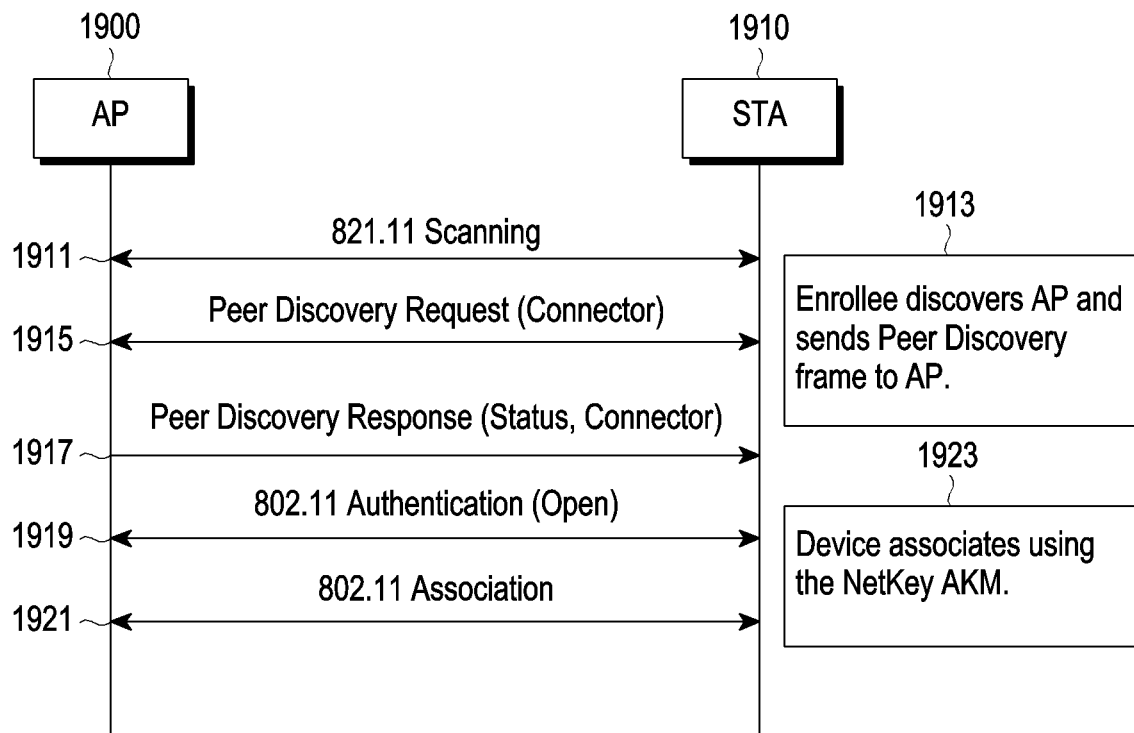 1900
1910
AP
STA
1913
821.11 Scanning
1911
Enrollee discovers AP and
sends Peer Discovery
frame to AP.
Peer Discovery Request (Connector)
1915
Peer Discovery Response (Status, Connector)
1917
1923
802.11 Authentication (Open)
1919
Device associates using
the NetKey AKM.
802.11 Association
1921